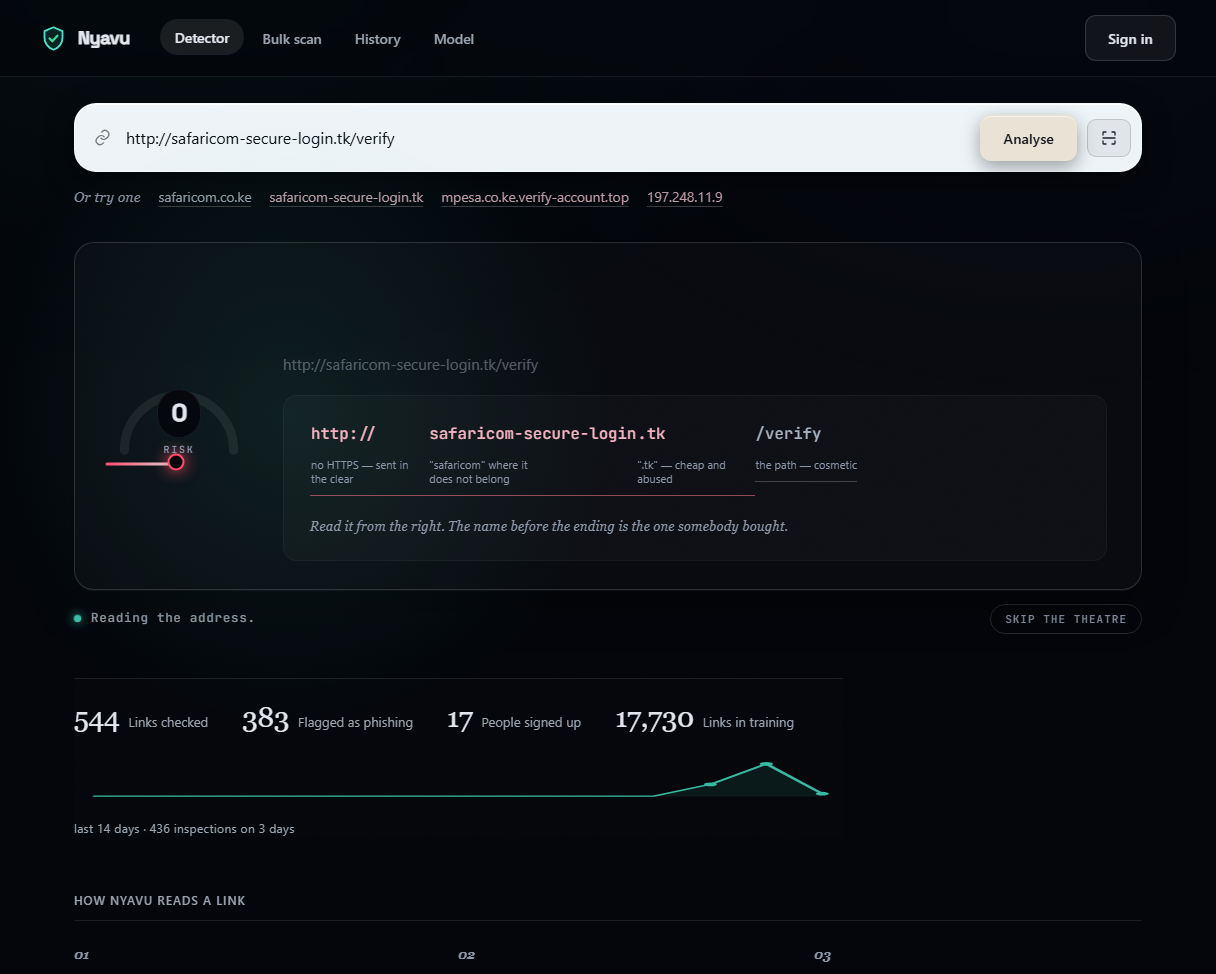 Nyavu
Detector
Bulk scan
History
Model
Sign in
http://safaricom-secure-login.tk/verify
Analyse
Or try one safaricom.co.ke safaricom-secure-login.tk mpesa.co.ke.verify-account.top 197.248.11.9
http://safaricom-secure-login.tk/verify
0
RISK
http:// safaricom-secure-login.tk /verify
no HTTPS — sent in the clear
"safaricom" where it does not belong
".tk" — cheap and abused
the path — cosmetic
Read it from the right. The name before the ending is the one somebody bought.
Reading the address.
SKIP THE THEATRE
544 Links checked 383 Flagged as phishing 17 People signed up 17,730 Links in training
last 14 days · 436 inspections on 3 days
HOW NYAVU READS A LINK
01 02 03